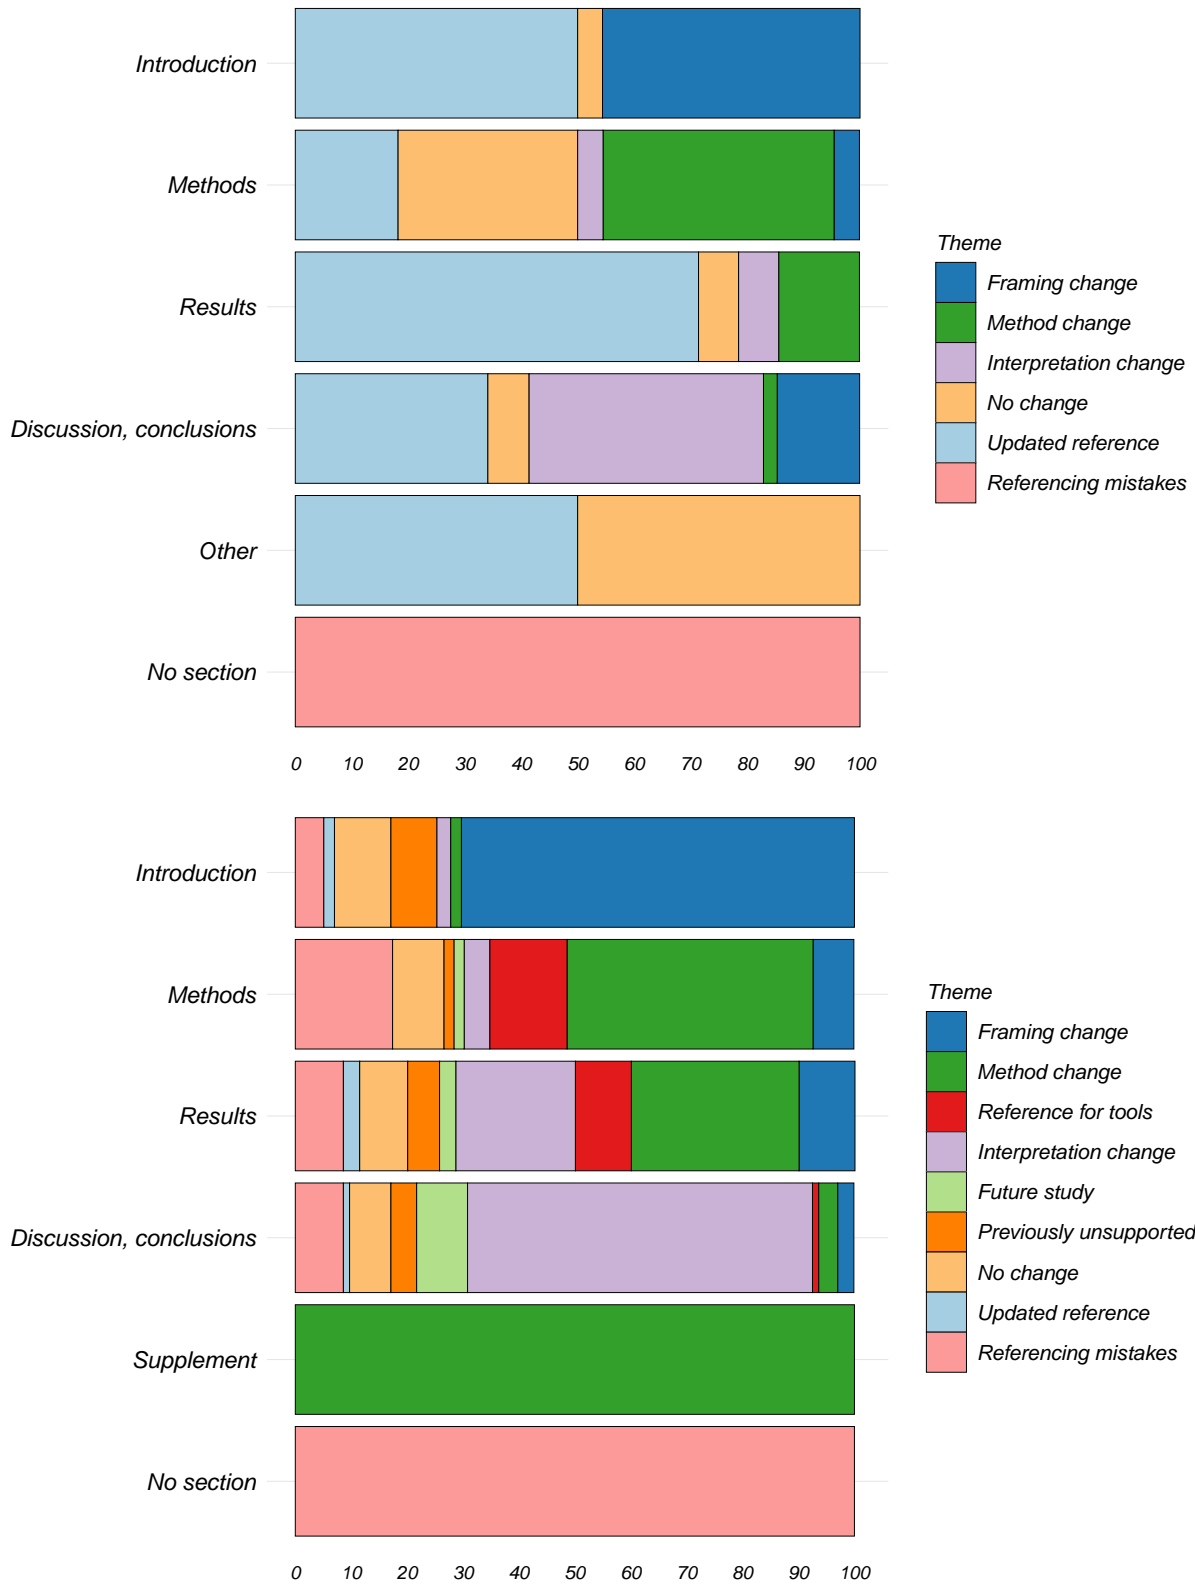 Introduction
Methods
Results
Discussion, conclusions
Other
No section
0 10 20 30 40 50 60 70 80 90 100
Theme
Framing change
Method change
Interpretation change
No change
Updated reference
Referencing mistakes
Introduction
Methods
Results
Discussion, conclusions
Supplement
No section
0 10 20 30 40 50 60 70 80 90 100
Theme
Framing change
Method change
Reference for tools
Interpretation change
Future study
Previously unsupported
No change
Updated reference
Referencing mistakes